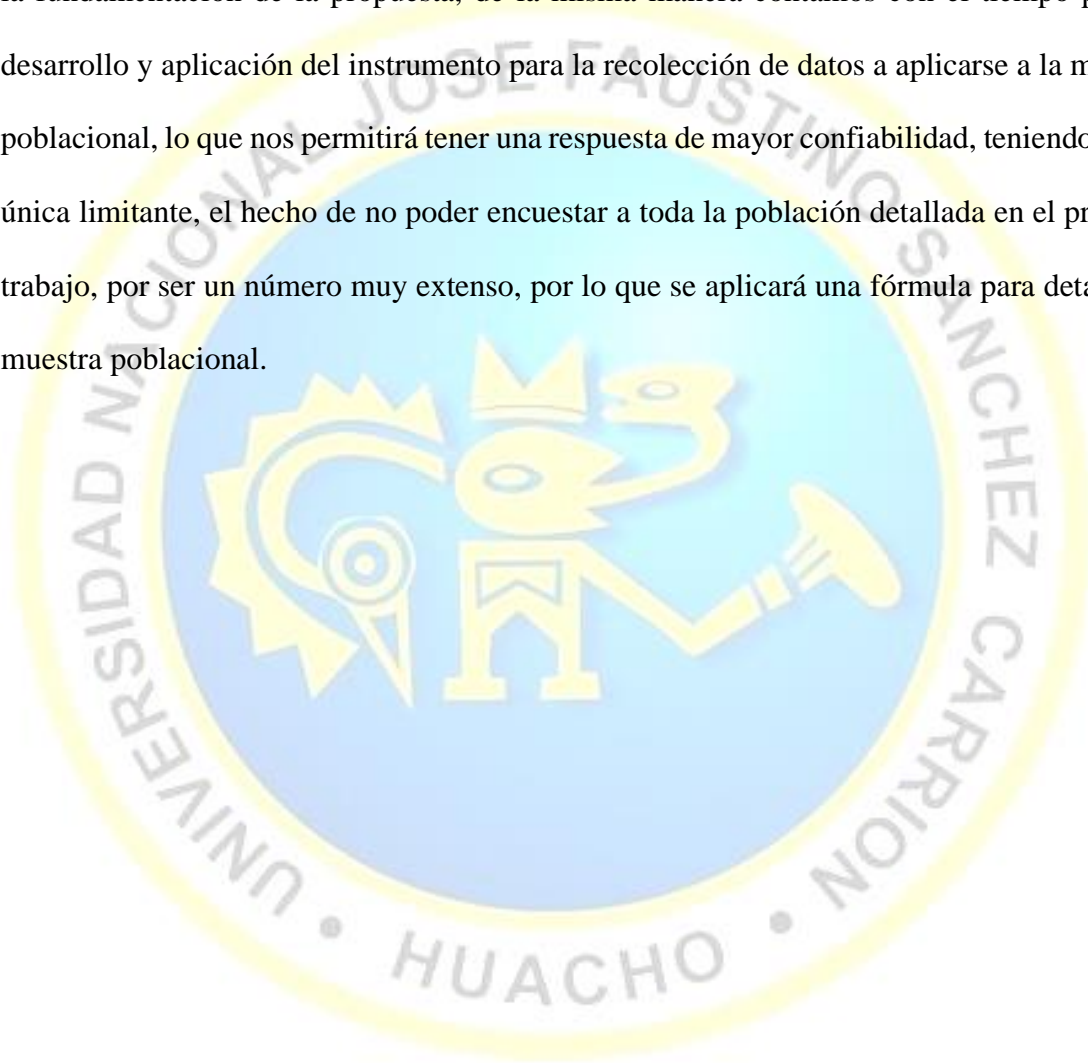 la fundamentación de la propuesta, de la misma manera contamos con el tiempo
desarrollo y aplicación del instrumento para la recolección de datos a aplicarse a la
poblacional, lo que nos permitirá tener una respuesta de mayor confiabilidad, teniendo
única limitante, el hecho de no poder encuestar a toda la población detallada en el
trabajo, por ser un número muy extenso, por lo que se aplicará una fórmula para
muestra poblacional.
UNIVERSIDAD NACIONAL JOSE FAUSTINO SANCHEZ CARRION
• HUACHO •